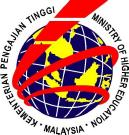 KEMENTERIAN PENGAJIAN TINGGI
MINISTRY OF HIGHER EDUCATION
• MALAYSIA •